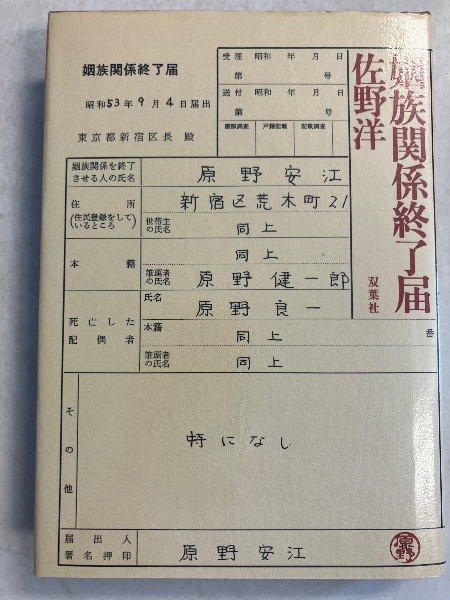 姻族関係終了届
佐野洋
双葉社
姻族関係終了届
昭和53年9月4日届出
東京都新宿区長 殿
受理 昭和 年 月 日
第 号
送付 昭和 年 月 日
第 号
書類調査 戸籍記載 記載調査
姻族関係を終了
させる人の氏名
原野安江
住所
(住民登録をして
いるところ)
新宿区荒木町21
世帯主
の氏名
同上
本籍
同上
筆頭者
の氏名
原野健一郎
死亡した
配偶者
氏名
原野良一
本籍
同上
番
筆頭者
の氏名
同上
その他
特になし
届出人
署名押印
原野安江
原野